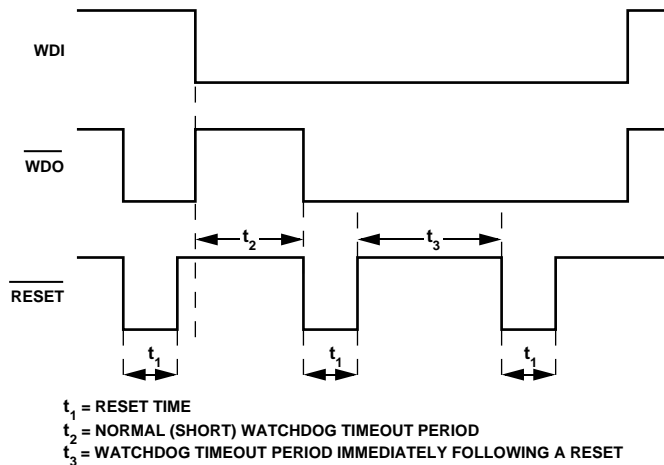 WDI
WDO
t2
t3
RESET
t1
t1
t1
t1 = RESET TIME
t2 = NORMAL (SHORT) WATCHDOG TIMEOUT PERIOD
t3 = WATCHDOG TIMEOUT PERIOD IMMEDIATELY FOLLOWING A RESET